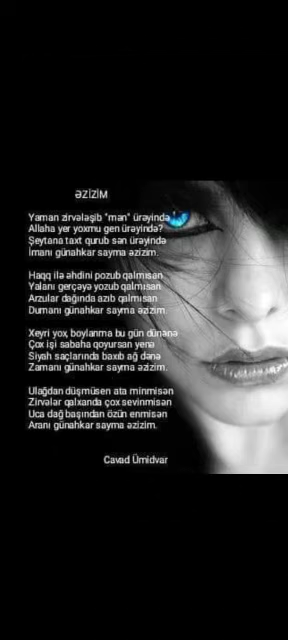 ƏZİZİM
Yaman zirvələşib "mən" ürəyində
Allaha yer yoxmu gen ürəyində?
Şeytana taxt qurub sən ürəyində
İmanı günahkar sayma əzizim.
Haqq ilə əhdini pozub qalmısan
Yalanı gerçəyə yozub qalmısan
Arzular dağında azıb qalmısan
Dumanı günahkar sayma əzizim.
Xeyri yox, boylanma bu gün dünənə
Çox işi sabaha qoyursan yenə
Siyah saçlarında baxıb ağ dənə
Zamanı günahkar sayma əzizim.
Ulağdan düşmüsən ata minmisən
Zirvələr qalxanda çox sevinmisən
Uca dağ başından özün enmisən
Aranı günahkar sayma əzizim.
Cavad Ümidvar